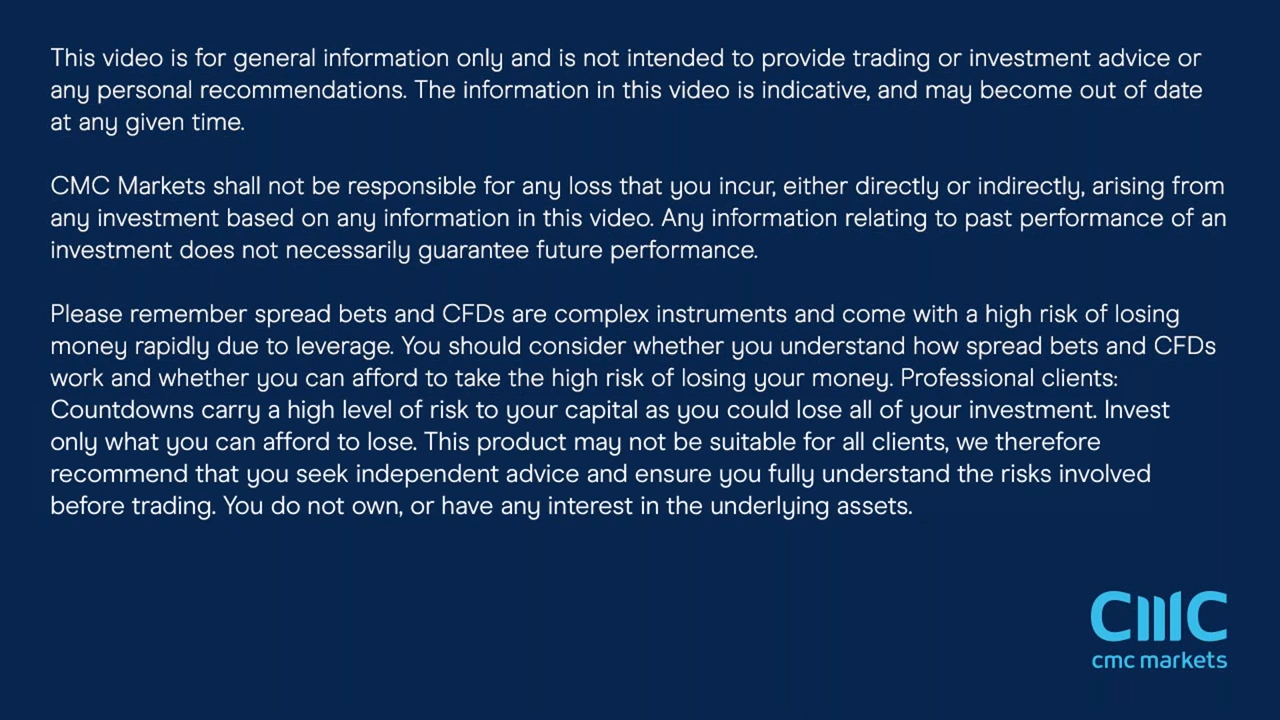 This video is for general information only and is not intended to provide trading or investment advice or
any personal recommendations. The information in this video is indicative, and may become out of date
at any given time.
CMC Markets shall not be responsible for any loss that you incur, either directly or indirectly, arising from
any investment based on any information in this video. Any information relating to past performance of an
investment does not necessarily guarantee future performance.
Please remember spread bets and CFDs are complex instruments and come with a high risk of losing
money rapidly due to leverage. You should consider whether you understand how spread bets and CFDs
work and whether you can afford to take the high risk of losing your money. Professional clients:
Countdowns carry a high level of risk to your capital as you could lose all of your investment. Invest
only what you can afford to lose. This product may not be suitable for all clients, we therefore
recommend that you seek independent advice and ensure you fully understand the risks involved
before trading. You do not own, or have any interest in the underlying assets.
CMC
cmc markets